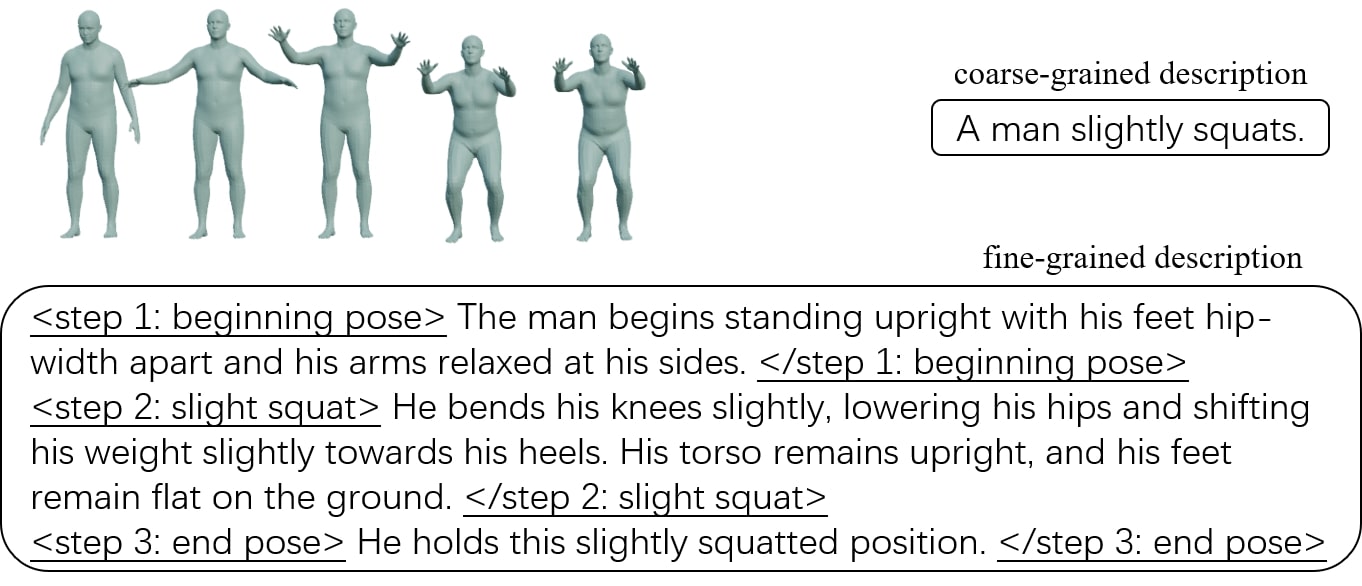 coarse-grained description
A man slightly squats.
fine-grained description
<step 1: beginning pose> The man begins standing upright with his feet hip-
width apart and his arms relaxed at his sides. </step 1: beginning pose>
<step 2: slight squat> He bends his knees slightly, lowering his hips and shifting
his weight slightly towards his heels. His torso remains upright, and his feet
remain flat on the ground. </step 2: slight squat>
<step 3: end pose> He holds this slightly squatted position. </step 3: end pose>